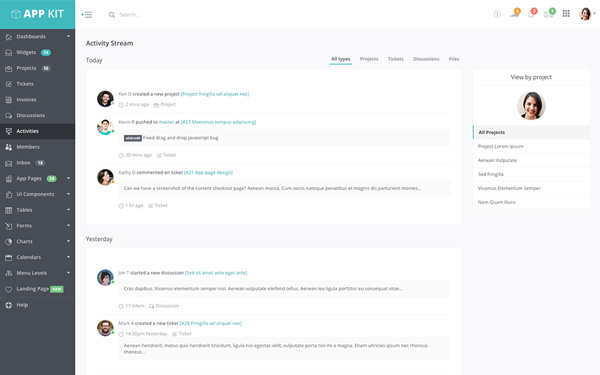 APP KIT
Search...
4
3
5
Dashboards
Widgets 14
Projects 56
Tickets
Invoices
Discussions
Activities
Members
Inbox 18
App Pages 14
UI Components
Tables
Forms
Charts
Calendars
Menu Levels
Landing Page NEW
Help
Activity Stream
Today
All types Projects Tickets Discussions Files
Ken D created a new project [Project fringilla vel aliquet nec]
2 mins ago Project
Kevin R pushed to master at [A23 Maecenas tempus adipiscing]
Fixed drag and drop javascript bug
30 minu ago Ticket
Kathy D commented on ticket [#21 App page design]
Can we have a screenshot of the current checkout page? Aenean massa. Cum sociis natoque penatibus et magnis dis parturient montes...
1 hr ago Ticket
Yesterday
Jim T started a new discussion [Sed sit amet ante eget ante]
Cras dapibus. Vivamus elementum semper nisi. Aenean vulputate eleifend tellus. Aenean leo ligula porttitor eu consequat vitae...
17:34am Discussion
Mark A created a new ticket [#28 Fringilla vel aliquet nec]
14:20pm Yesterday Ticket
Aenean hendrerit, metus quis hendrerit tincidunt, ligula nisi egestas velit, vulputate porta nisi mi a magna. Etiam ultricies ipsum nec rhoncus
rhoncus...
View by project
All Projects
Project Lorem Ipsum
Aenean Vulputate
Sed fringilla
Vivamus Elementum Semper
Nam Quam Nunc